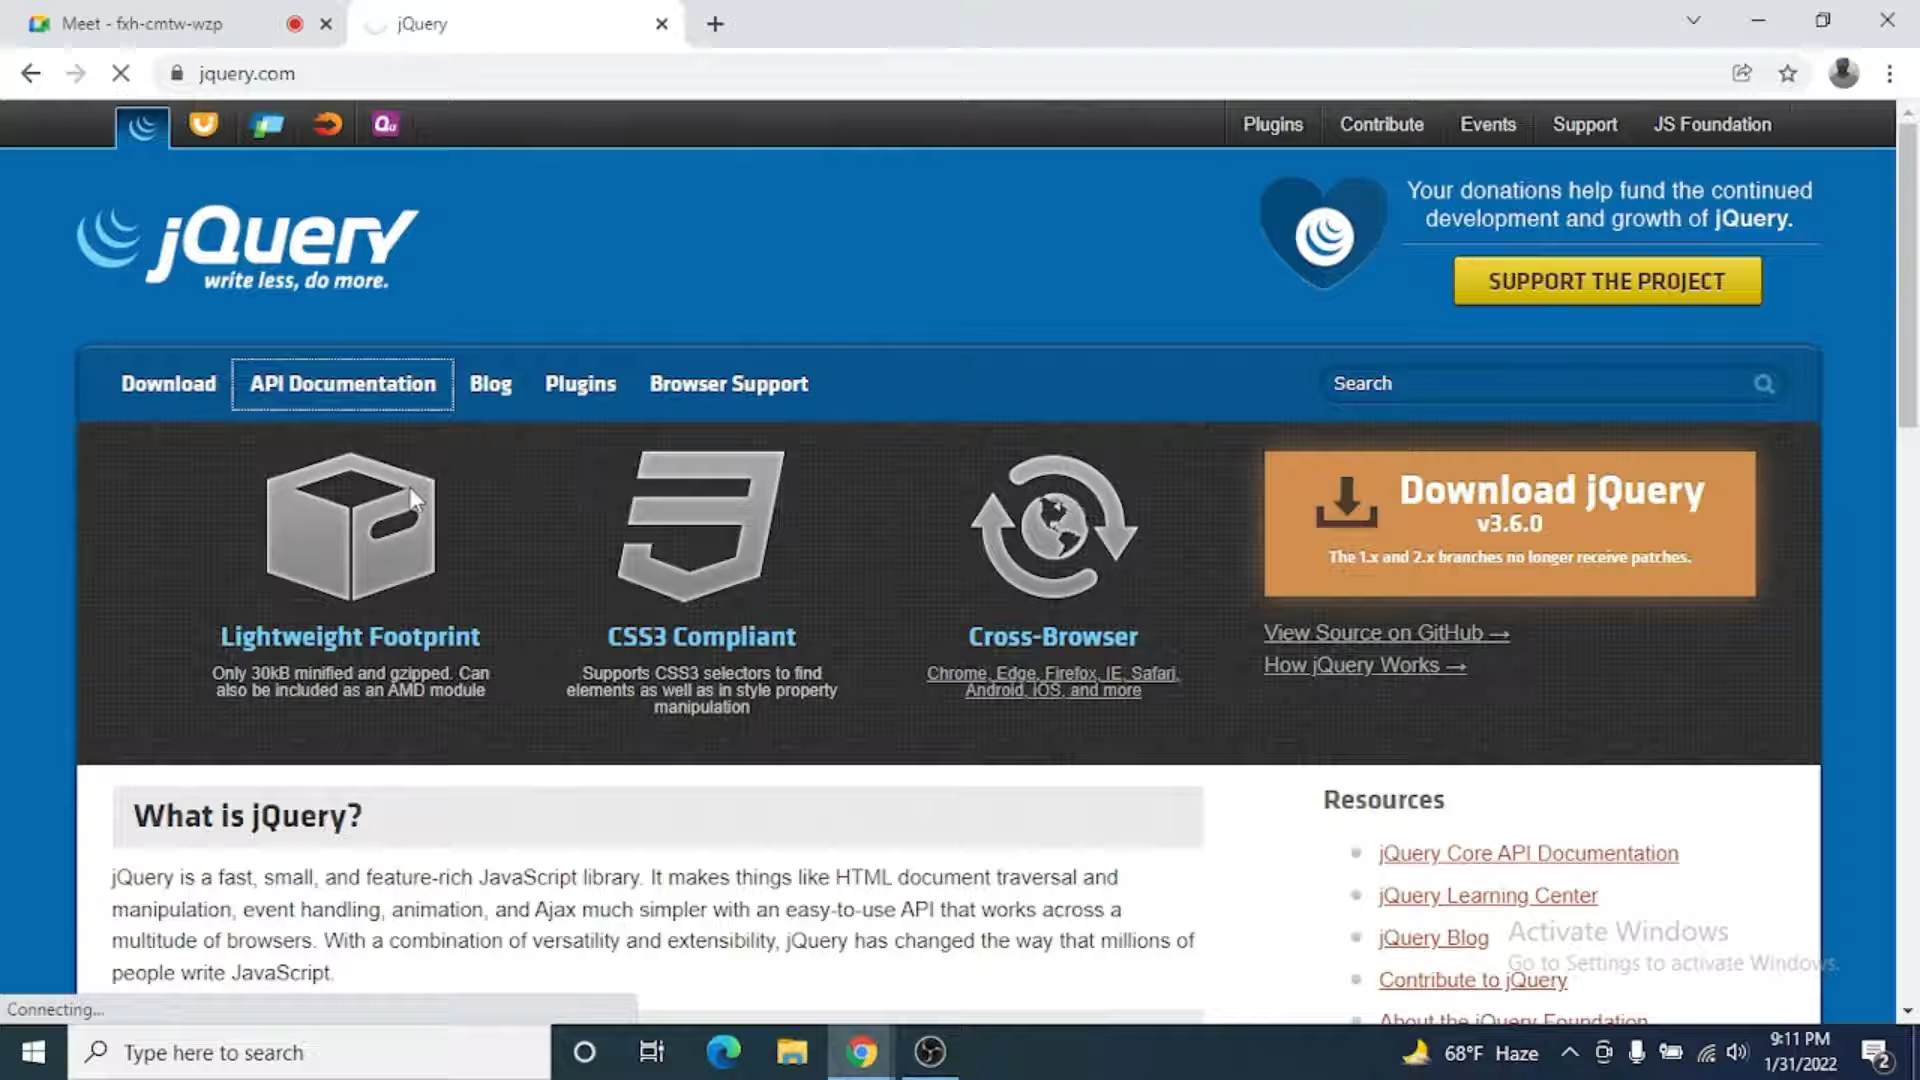 Meet - fxh-cmtw-wzp
jQuery
jquery.com
Plugins
Contribute
Events
Support
JS Foundation
jQuery
write less, do more.
Your donations help fund the continued
development and growth of jQuery.
SUPPORT THE PROJECT
Download
API Documentation
Blog
Plugins
Browser Support
Search
Lightweight Footprint
Only 30kB minified and gzipped. Can
also be included as an AMD module
CSS3 Compliant
Supports CSS3 selectors to find
elements as well as in style property
manipulation
Cross-Browser
Chrome, Edge, Firefox, IE, Safari,
Android, iOS, and more
Download jQuery
v3.6.0
The 1.x and 2.x branches no longer receive patches.
View Source on GitHub →
How jQuery Works →
What is jQuery?
jQuery is a fast, small, and feature-rich JavaScript library. It makes things like HTML document traversal and
manipulation, event handling, animation, and Ajax much simpler with an easy-to-use API that works across a
multitude of browsers. With a combination of versatility and extensibility, jQuery has changed the way that millions of
people write JavaScript.
Resources
jQuery Core API Documentation
jQuery Learning Center
jQuery Blog
Contribute to jQuery
About the jQuery Foundation
Activate Windows
Go to Settings to activate Windows.
Connecting...
Type here to search
68°F Haze
9:11 PM
1/31/2022
2